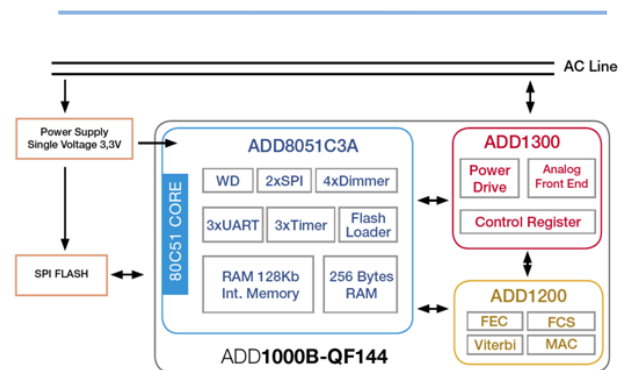 AC Line
Power Supply
Single Voltage 3,3V
ADD8051C3A
WD
2xSPI
4xDimmer
80C51 CORE
3xUART
3xTimer
Flash
Loader
RAM 128Kb
Int. Memory
256 Bytes
RAM
SPI FLASH
ADD1300
Power
Drive
Analog
Front End
Control Register
ADD1200
FEC
FCS
Viterbi
MAC
ADD1000B-QF144